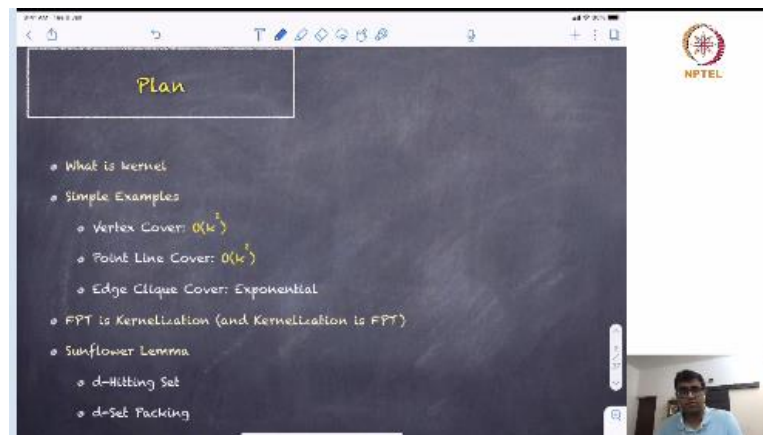 Plan
NPTEL
What is kernel
Simple Examples
Vertex Cover: O(k²)
Point Line Cover: O(k²)
Edge Clique Cover: Exponential
FPT is Kernelization (and Kernelization is FPT)
Sunflower Lemma
d-Hitting Set
d-Set Packing